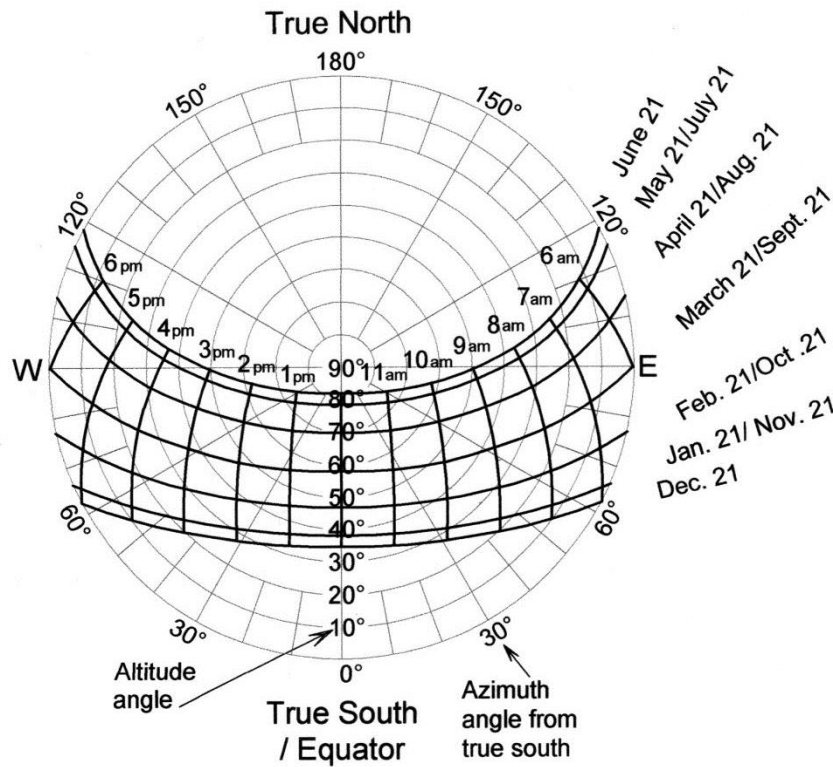 True North
180°
150°
150°
June 21
May 21/July 21
120°
120°
April 21/Aug. 21
March 21/Sept. 21
6 pm
6 am
5 pm
7 am
4 pm
8 am
3 pm
9 am
2 pm
10 am
1 pm
11 am
W
90°
E
80°
Feb. 21/Oct .21
70°
Jan. 21/ Nov. 21
60°
Dec. 21
50°
60°
60°
40°
30°
20°
30°
10°
30°
Altitude
angle
0°
True South
/ Equator
Azimuth
angle from
true south